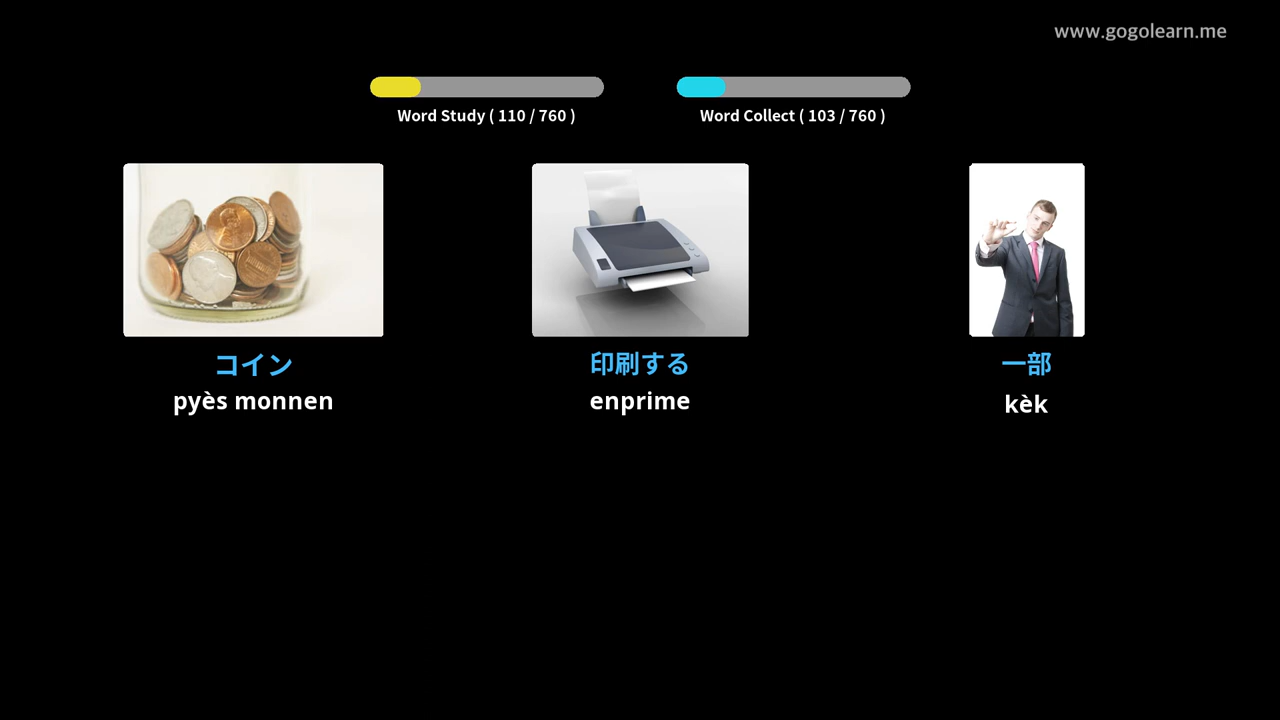 www.gogolearn.me
Word Study ( 110 / 760 )
Word Collect ( 103 / 760 )
コイン
pyès monnen
印刷する
enprime
一部
kèk